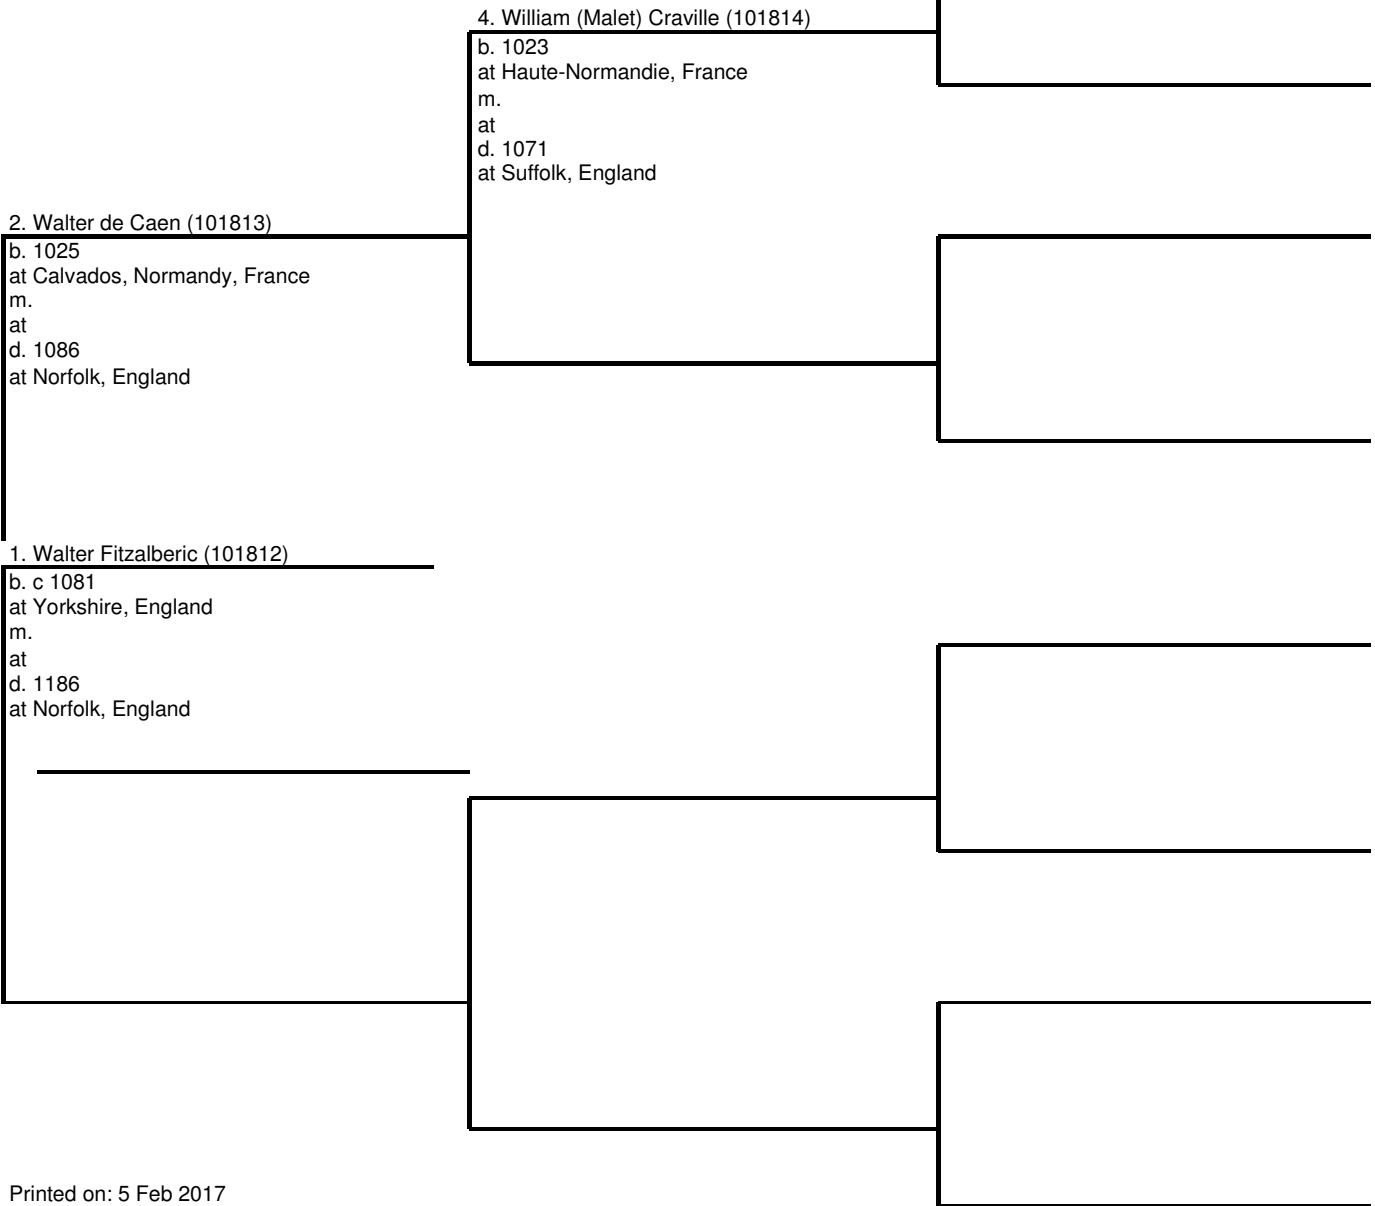 4. William (Malet) Craville (101814)
b. 1023
at Haute-Normandie, France
m.
at
d. 1071
at Suffolk, England
2. Walter de Caen (101813)
b. 1025
at Calvados, Normandy, France
m.
at
d. 1086
at Norfolk, England
1. Walter Fitzalberic (101812)
b. c 1081
at Yorkshire, England
m.
at
d. 1186
at Norfolk, England
Printed on: 5 Feb 2017